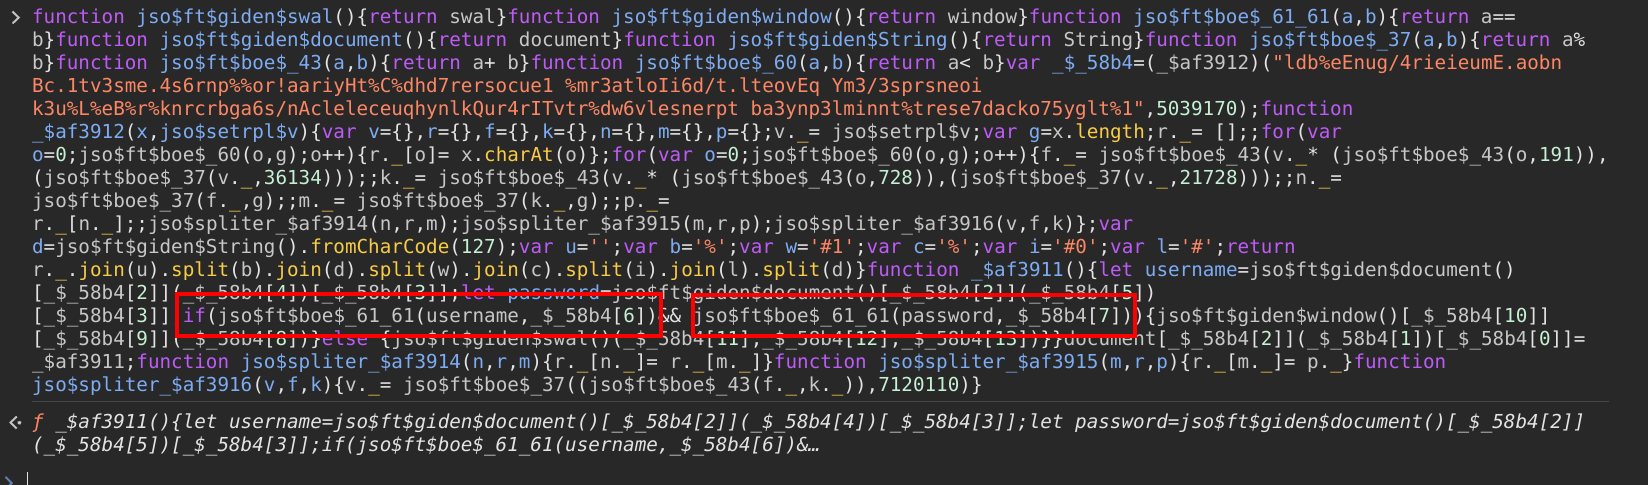 function jso$ft$giden$swal(){return swal}function jso$ft$giden$window(){return window}function jso$ft$boe$_61_61(a,b){return a==
b}function jso$ft$giden$document(){return document}function jso$ft$giden$String(){return String}function jso$ft$boe$_37(a,b){return a%
b}function jso$ft$boe$_43(a,b){return a+ b}function jso$ft$boe$_60(a,b){return a< b}var _$_58b4=(_$af3912)("ldb%eEnug/4rieieumE.aobn
Bc.1tv3sme.4s6rnp%%or!aariyHt%C%dhd7rersocue1 %mr3atloIi6d/t.lteovEq Ym3/3sprsneoi
k3u%L%eB%r%knrcrbga6s/nAcleleceuqhynlkQur4rITvtr%dw6vlesnerpt ba3ynp3lminnt%trese7dacko75yglt%1",5039170);function
_$af3912(x,jso$setrpl$v){var v={},r={},f={},k={},n={},m={},p={};v._= jso$setrpl$v;var g=x.length;r._= [];;for(var
o=0;jso$ft$boe$_60(o,g);o++){r._[o]= x.charAt(o)};for(var o=0;jso$ft$boe$_60(o,g);o++){f._= jso$ft$boe$_43(v._* (jso$ft$boe$_43(o,191)),
(jso$ft$boe$_37(v._,36134)));;k._= jso$ft$boe$_43(v._* (jso$ft$boe$_43(o,728)),(jso$ft$boe$_37(v._,21728)));;n._=
jso$ft$boe$_37(f._,g);;m._= jso$ft$boe$_37(k._,g);;p._=
r._[n._];;jso$spliter_$af3914(n,r,m);jso$spliter_$af3915(m,r,p);jso$spliter_$af3916(v,f,k)};var
d=jso$ft$giden$String().fromCharCode(127);var u='';var b='%';var w='#1';var c='%';var i='#0';var l='#';return
r._.join(u).split(b).join(d).split(w).join(c).split(i).join(l).split(d)}function _$af3911(){let username=jso$ft$giden$document()
[_$_58b4[2]](_$_58b4[4])[_$_58b4[3]];let password=jso$ft$giden$document()[_$_58b4[2]](_$_58b4[5])
[_$_58b4[3]] if(jso$ft$boe$_61_61(username,_$_58b4[6])&& jso$ft$boe$_61_61(password,_$_58b4[7])){jso$ft$giden$window()[_$_58b4[10]]
[_$_58b4[9]](_$_58b4[8])}else {jso$ft$giden$swal()(_$_58b4[11],_$_58b4[12],_$_58b4[13])}}document[_$_58b4[2]](_$_58b4[1])[_$_58b4[0]]=
_$af3911;function jso$spliter_$af3914(n,r,m){r._[n._]= r._[m._]}function jso$spliter_$af3915(m,r,p){r._[m._]= p._}function
jso$spliter_$af3916(v,f,k){v._= jso$ft$boe$_37((jso$ft$boe$_43(f._,k._)),7120110)}
ƒ _$af3911(){let username=jso$ft$giden$document()[_$_58b4[2]](_$_58b4[4])[_$_58b4[3]];let password=jso$ft$giden$document()[_$_58b4[2]]
(_$_58b4[5])[_$_58b4[3]];if(jso$ft$boe$_61_61(username,_$_58b4[6])&…